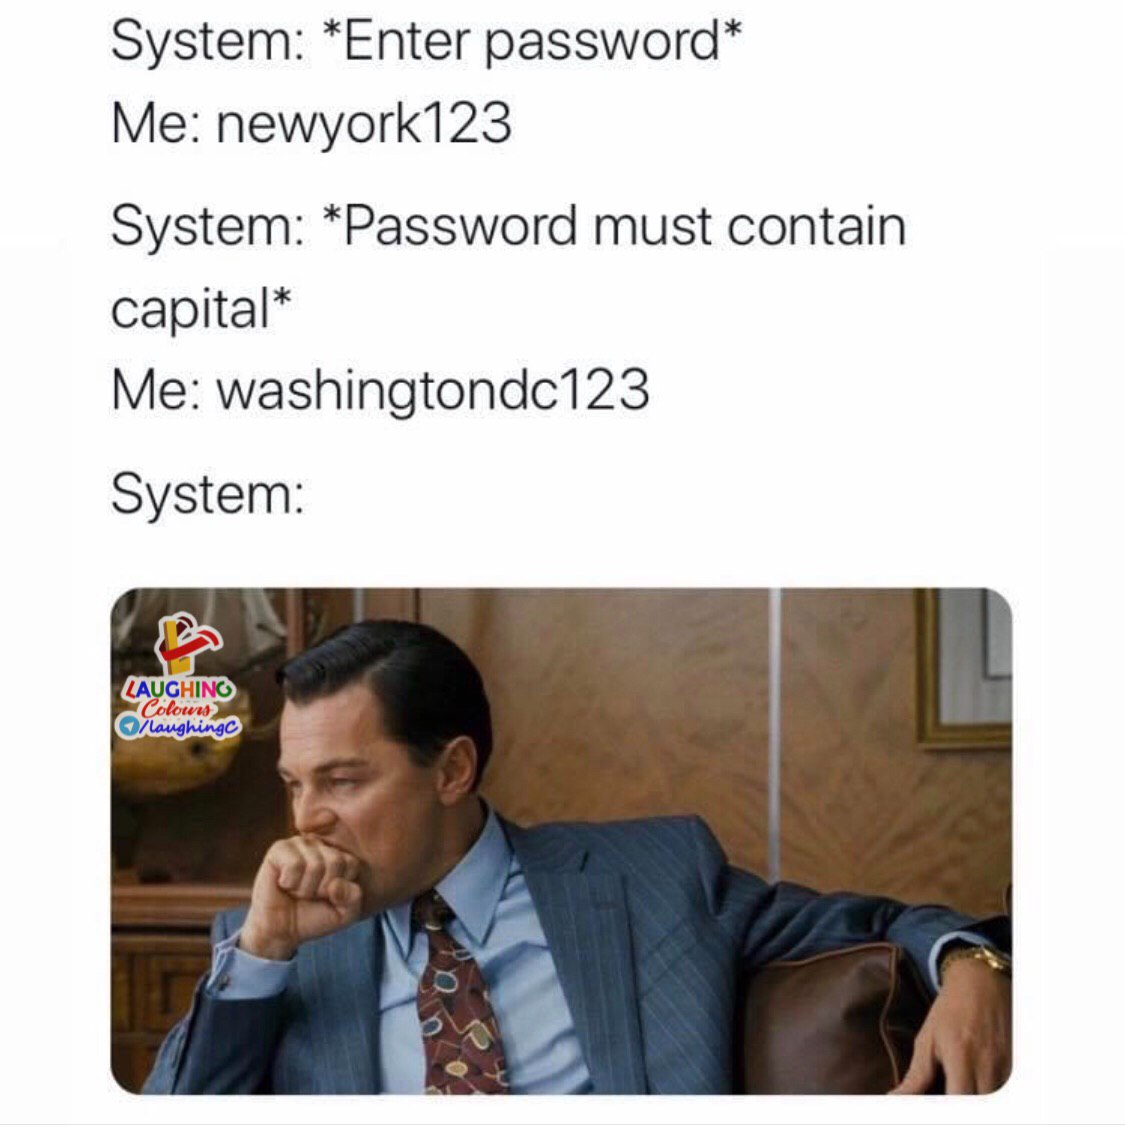 System: *Enter password*
Me: newyork123
System: *Password must contain
capital*
Me: washingtondc123
System:
LAUGHING
Colours
/laughingC